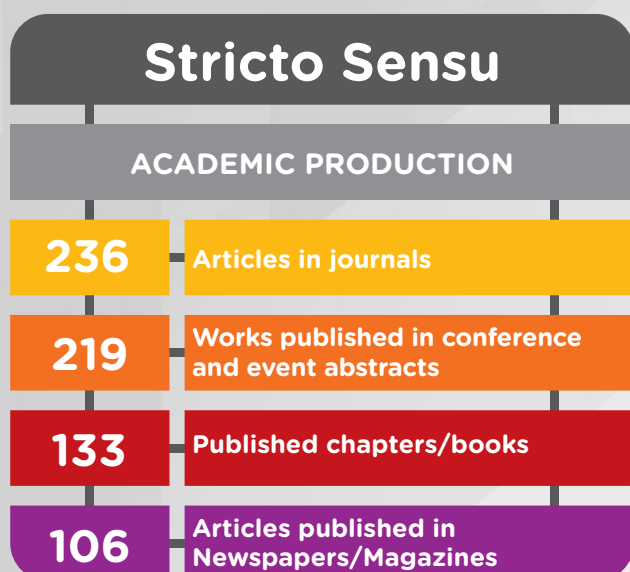 Stricto Sensu
ACADEMIC PRODUCTION
236
Articles in journals
219
Works published in conference
and event abstracts
133
Published chapters/books
106
Articles published in
Newspapers/Magazines